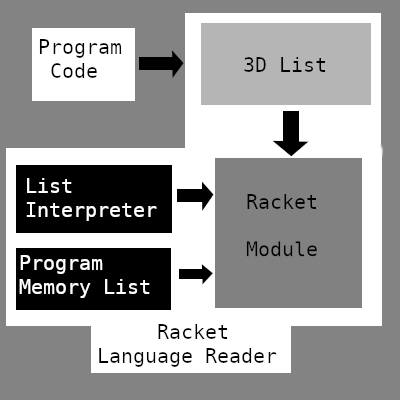 Program
Code
3D List
List
Interpreter
Racket
Module
Program
Memory List
Racket
Language Reader